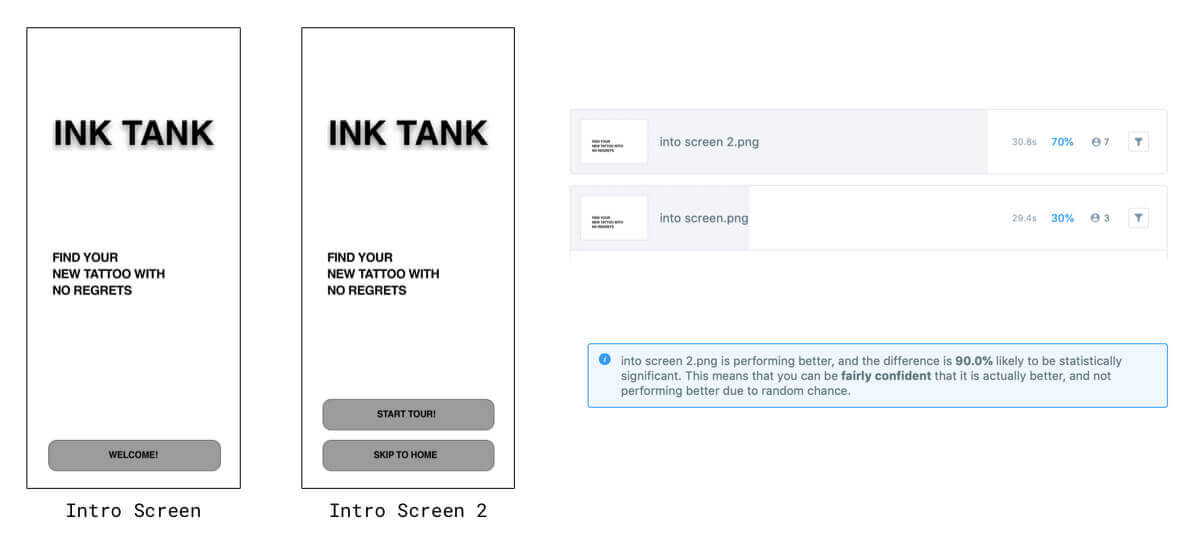 INK TANK
FIND YOUR
NEW TATTOO WITH
NO REGRETS
WELCOME!
Intro Screen
INK TANK
FIND YOUR
NEW TATTOO WITH
NO REGRETS
START TOUR!
SKIP TO HOME
Intro Screen 2
FIND YOUR
NEW TATTOO WITH
NO REGRETS
into screen 2.png
30.8s 70% 7
FIND YOUR
NEW TATTOO WITH
NO REGRETS
into screen.png
29.4s 30% 3
into screen 2.png is performing better, and the difference is 90.0% likely to be statistically
significant. This means that you can be fairly confident that it is actually better, and not
performing better due to random chance.